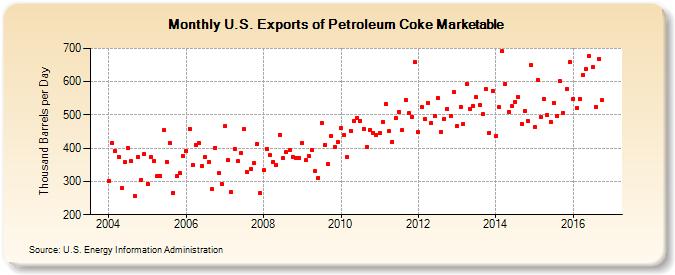 Monthly U.S. Exports of Petroleum Coke Marketable
Thousand Barrels per Day
700
600
500
400
300
200
2004 2006 2008 2010 2012 2014 2016
Source: U.S. Energy Information Administration